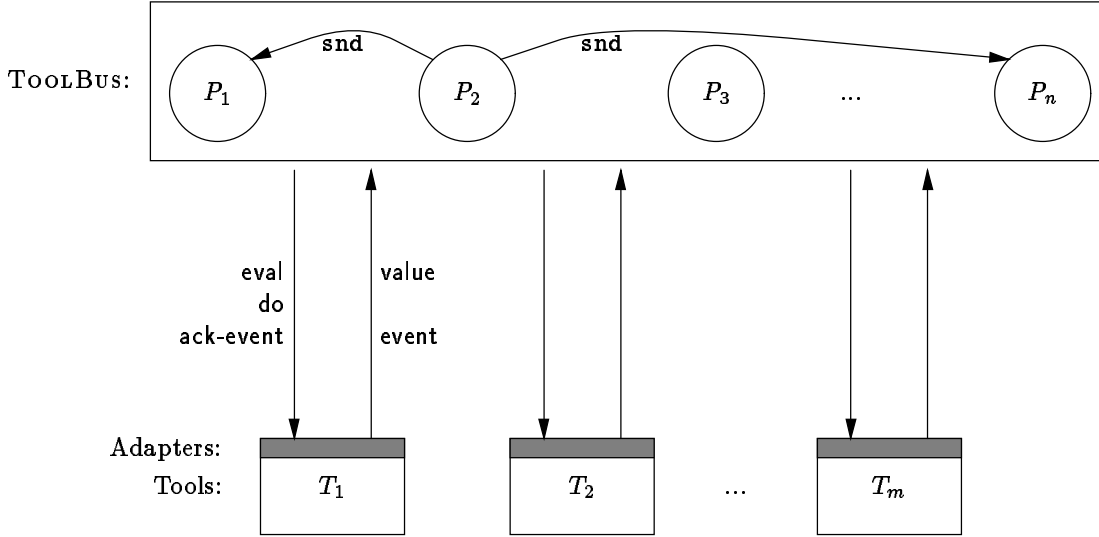 snd snd
TOOLBUS: P1 P2 P3 ... Pn
eval value
do
ack-event event
Adapters:
Tools: T1 T2 ... Tm